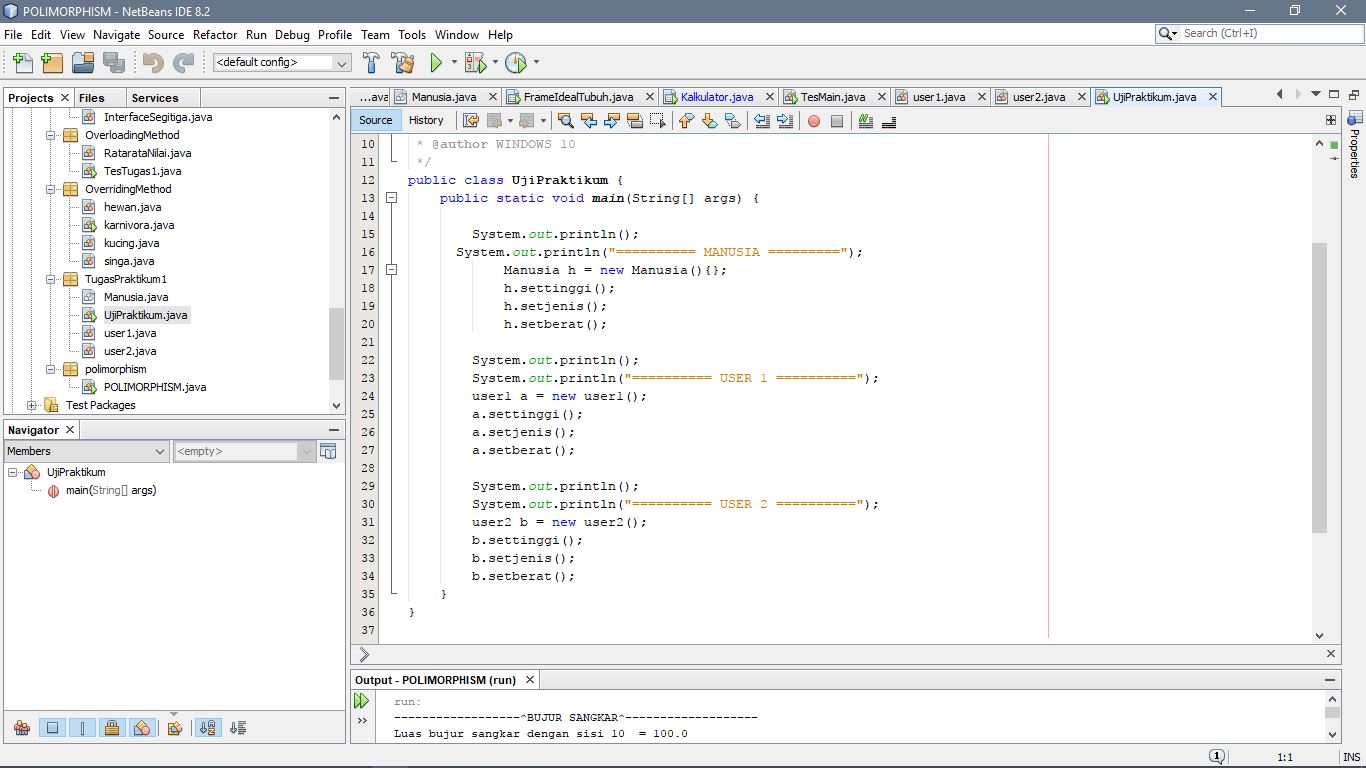 POLIMORPHISM - NetBeans IDE 8.2
File Edit View Navigate Source Refactor Run Debug Profile Team Tools Window Help
Search (Ctrl+I)
<default config>
Projects Files Services
InterfaceSegitiga.java
OverloadingMethod
RatarataNilai.java
TesTugas1.java
OverridingMethod
hewan.java
karnivora.java
kucing.java
singa.java
TugasPraktikum1
Manusia.java
UjiPraktikum.java
user1.java
user2.java
polimorphism
POLIMORPHISM.java
Test Packages
Navigator
Members
<empty>
UjiPraktikum
main(String[] args)
...ava Manusia.java FrameIdealTubuh.java Kalkulator.java TesMain.java user1.java user2.java UjiPraktikum.java
Source History
10 * @author WINDOWS 10
11 */
12 public class UjiPraktikum {
13 public static void main(String[] args) {
14
15 System.out.println();
16 System.out.println("========== MANUSIA =========");
17 Manusia h = new Manusia(){};
18 h.settinggi();
19 h.setjenis();
20 h.setberat();
21
22 System.out.println();
23 System.out.println("========== USER 1 ==========");
24 user1 a = new user1();
25 a.settinggi();
26 a.setjenis();
27 a.setberat();
28
29 System.out.println();
30 System.out.println("========== USER 2 ==========");
31 user2 b = new user2();
32 b.settinggi();
33 b.setjenis();
34 b.setberat();
35 }
36 }
37
Properties
Output - POLIMORPHISM (run)
run:
------------------^BUJUR SANGKAR^-------------------
Luas bujur sangkar dengan sisi 10  = 100.0
1 1:1 INS